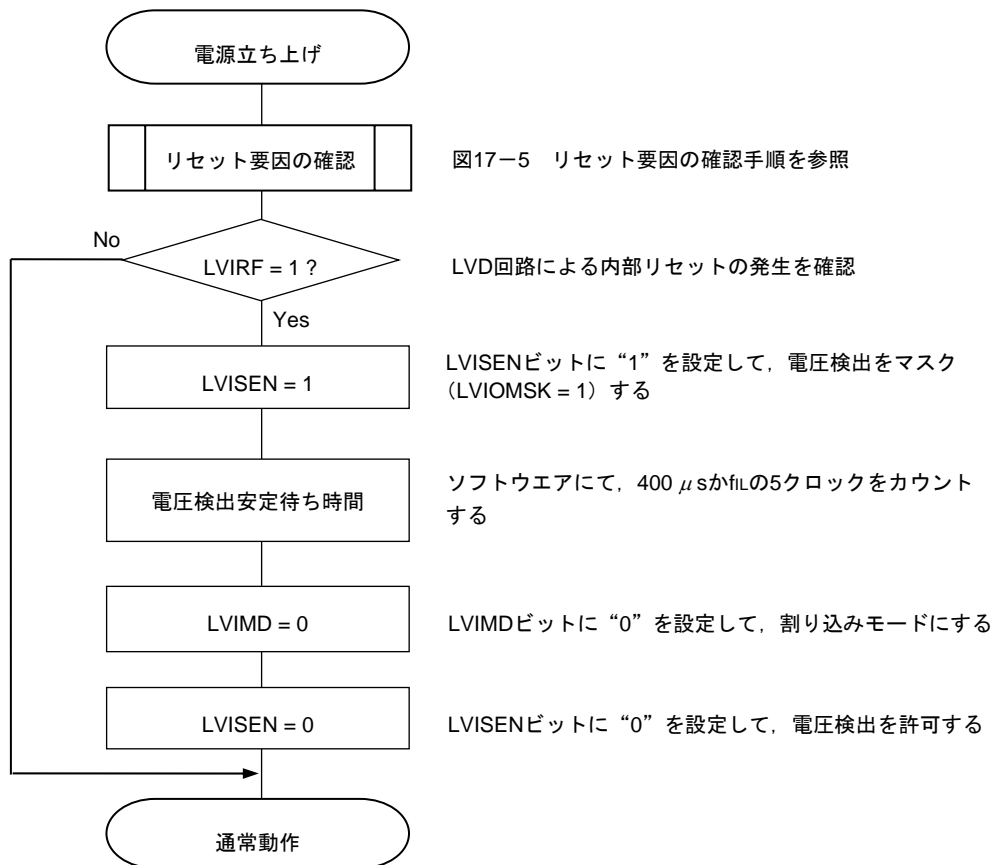 電源立ち上げ
リセット要因の確認
図17－5　リセット要因の確認手順を参照
No
LVIRF = 1 ?
LVD回路による内部リセットの発生を確認
Yes
LVISEN = 1
LVISENビットに“1”を設定して，電圧検出をマスク
（LVIOMSK = 1）する
電圧検出安定待ち時間
ソフトウエアにて，400 μsかfILの5クロックをカウント
する
LVIMD = 0
LVIMDビットに“0”を設定して，割り込みモードにする
LVISEN = 0
LVISENビットに“0”を設定して，電圧検出を許可する
通常動作